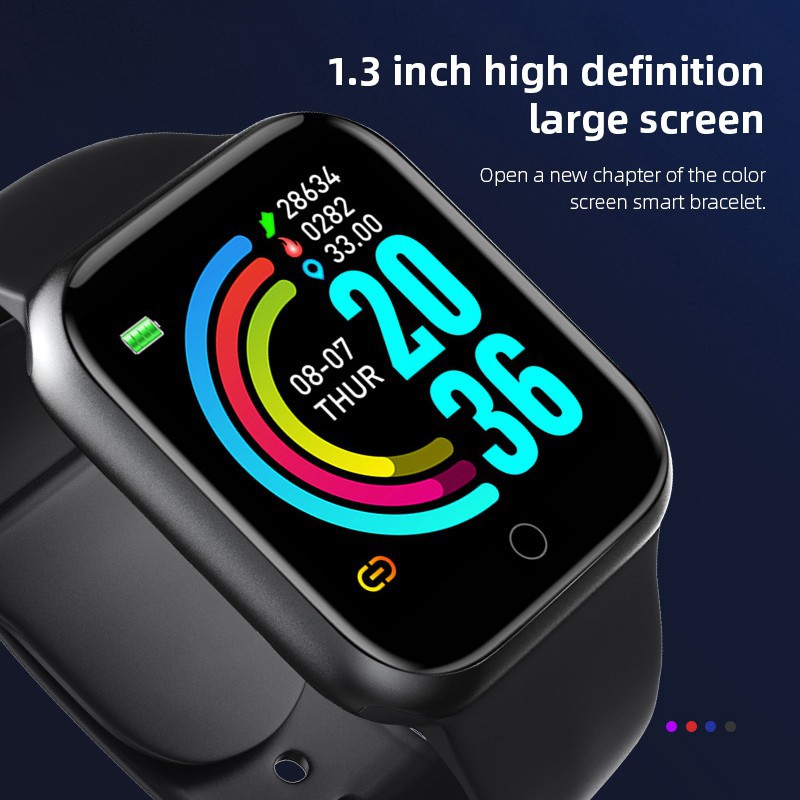 1.3 inch high definition
large screen
Open a new chapter of the color
screen smart bracelet.
28634
0282
33.00
20
36
08-07
THUR